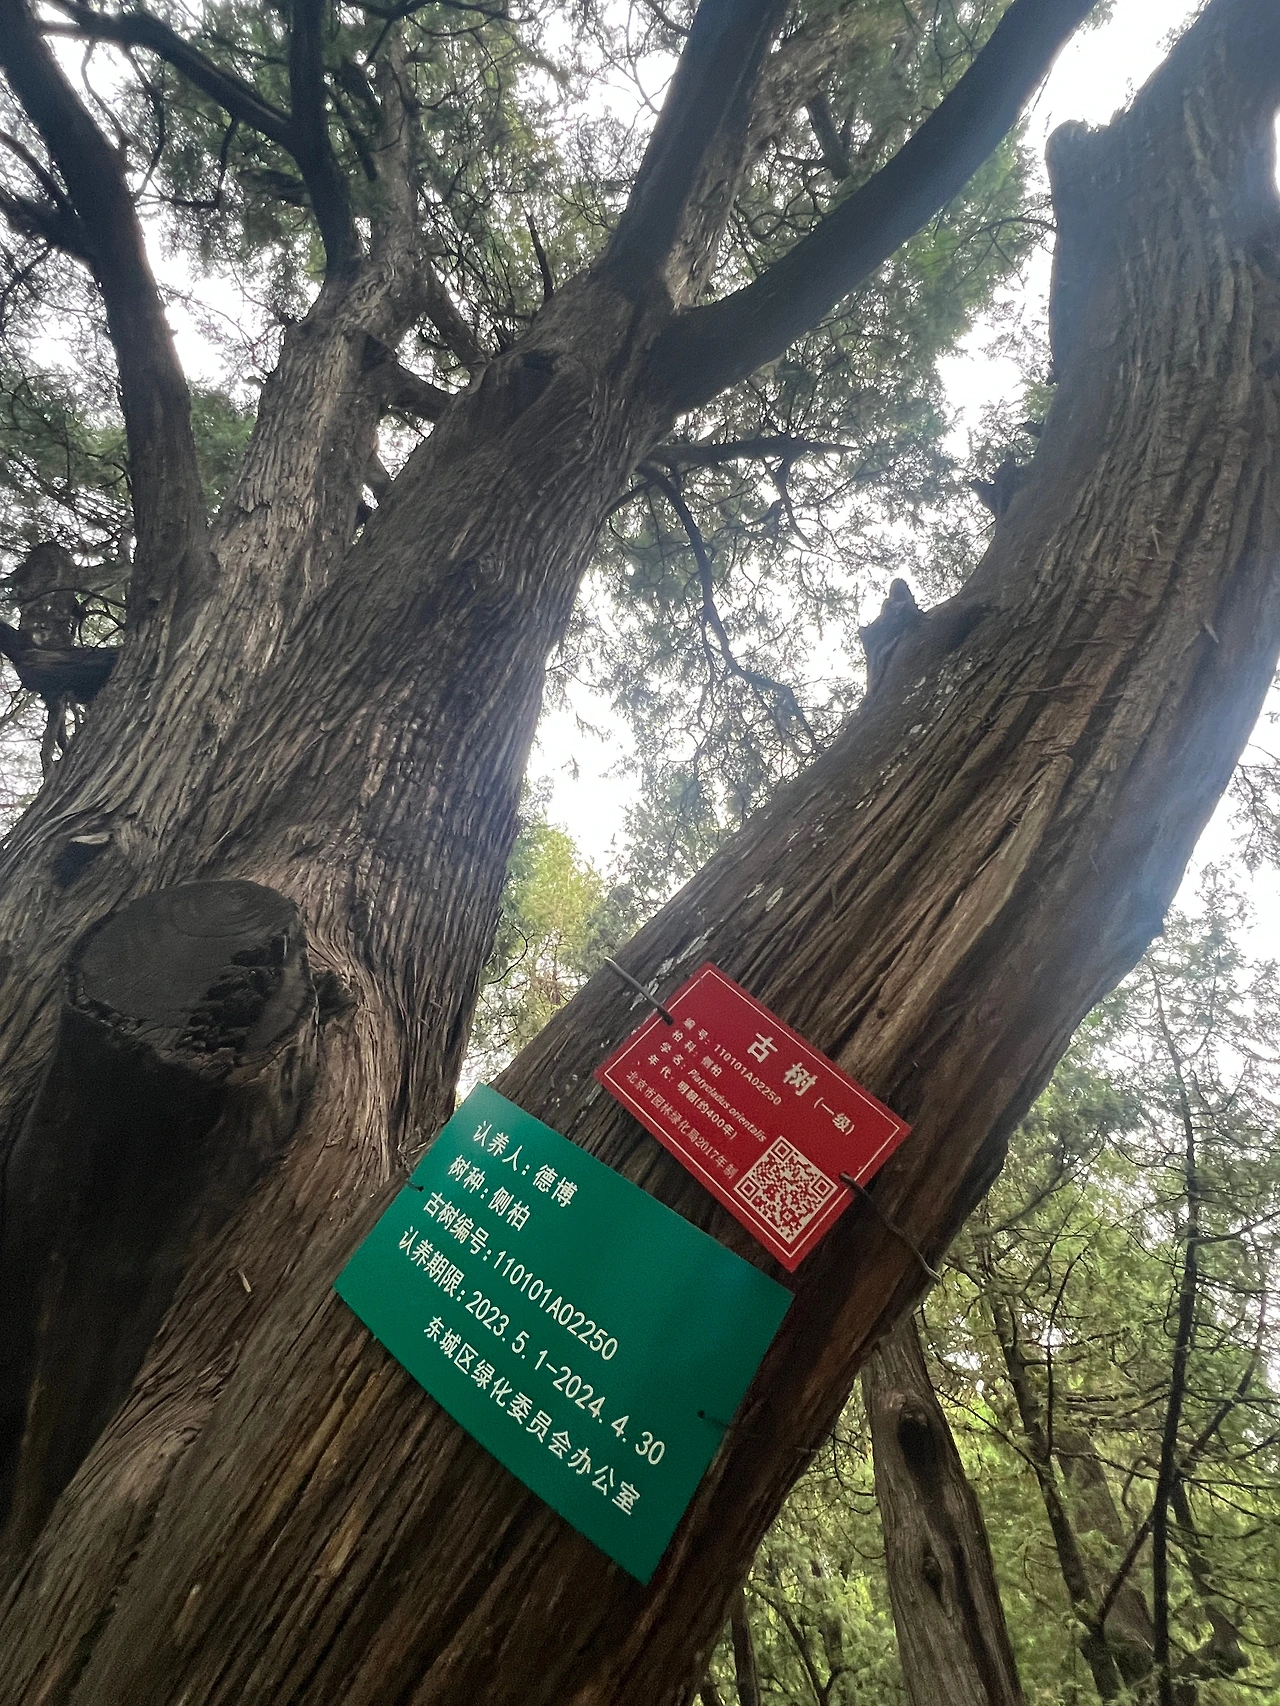 古树(一级)
编号:110101A02250
柏科:侧柏
学名:Platycladus orientalis
年代:明朝(约400年)
北京市园林绿化局2017年制
认养人:德博
树种:侧柏
古树编号:110101A02250
认养期限:2023.5.1-2024.4.30
东城区绿化委员会办公室